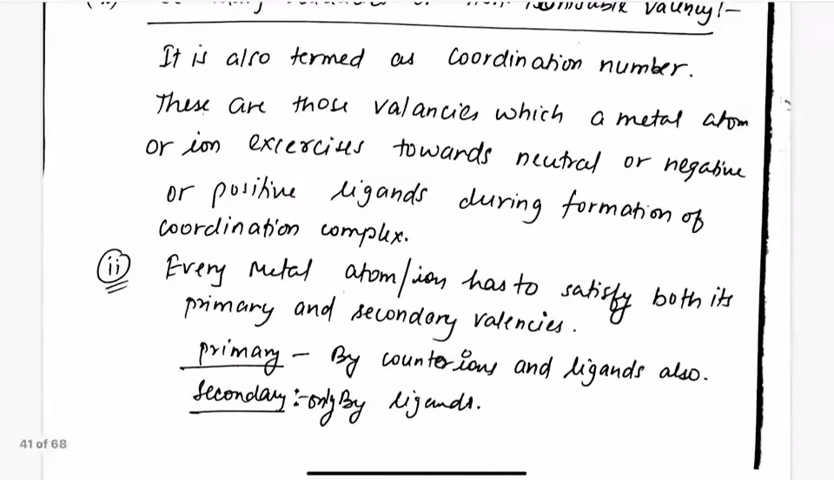 valency:-
It is also termed as coordination number.
These are those valancies which a metal atom
or ion excercises towards neutral or negative
or positive ligands during formation of
coordination complex.
(ii) Every metal atom/ion has to satisfy both its
primary and secondary valencies.
primary - By counter ions and ligands also.
secondary :- only By ligands.
41 of 68